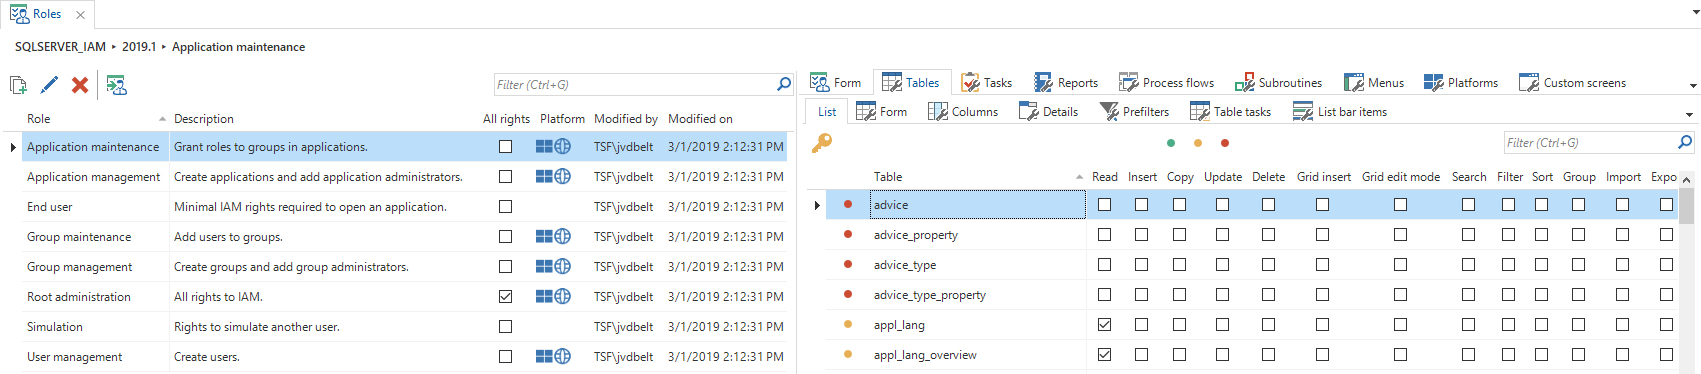 Roles
SQLSERVER_IAM ▸ 2019.1 ▸ Application maintenance
Filter (Ctrl+G)
Role Description All rights Platform Modified by Modified on
Application maintenance Grant roles to groups in applications. TSF\jvdbelt 3/1/2019 2:12:31 PM
Application management Create applications and add application administrators. TSF\jvdbelt 3/1/2019 2:12:31 PM
End user Minimal IAM rights required to open an application. TSF\jvdbelt 3/1/2019 2:12:31 PM
Group maintenance Add users to groups. TSF\jvdbelt 3/1/2019 2:12:31 PM
Group management Create groups and add group administrators. TSF\jvdbelt 3/1/2019 2:12:31 PM
Root administration All rights to IAM. TSF\jvdbelt 3/1/2019 2:12:31 PM
Simulation Rights to simulate another user. TSF\jvdbelt 3/1/2019 2:12:31 PM
User management Create users. TSF\jvdbelt 3/1/2019 2:12:31 PM
Form Tables Tasks Reports Process flows Subroutines Menus Platforms Custom screens
List Form Columns Details Prefilters Table tasks List bar items
Filter (Ctrl+G)
Table Read Insert Copy Update Delete Grid insert Grid edit mode Search Filter Sort Group Import Expo
advice
advice_property
advice_type
advice_type_property
appl_lang
appl_lang_overview